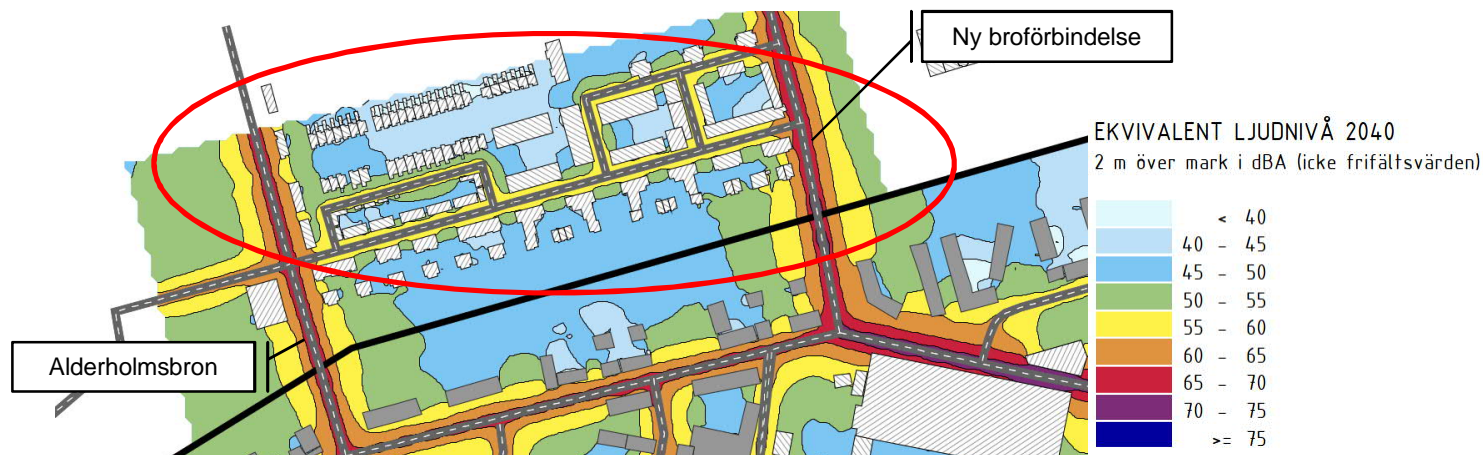 Ny broförbindelse
EKVIVALENT LJUDNIVÅ 2040
2 m över mark i dBA (icke frifältsvärden)
< 40
40 - 45
45 - 50
50 - 55
55 - 60
60 - 65
65 - 70
70 - 75
>= 75
Alderholmsbron